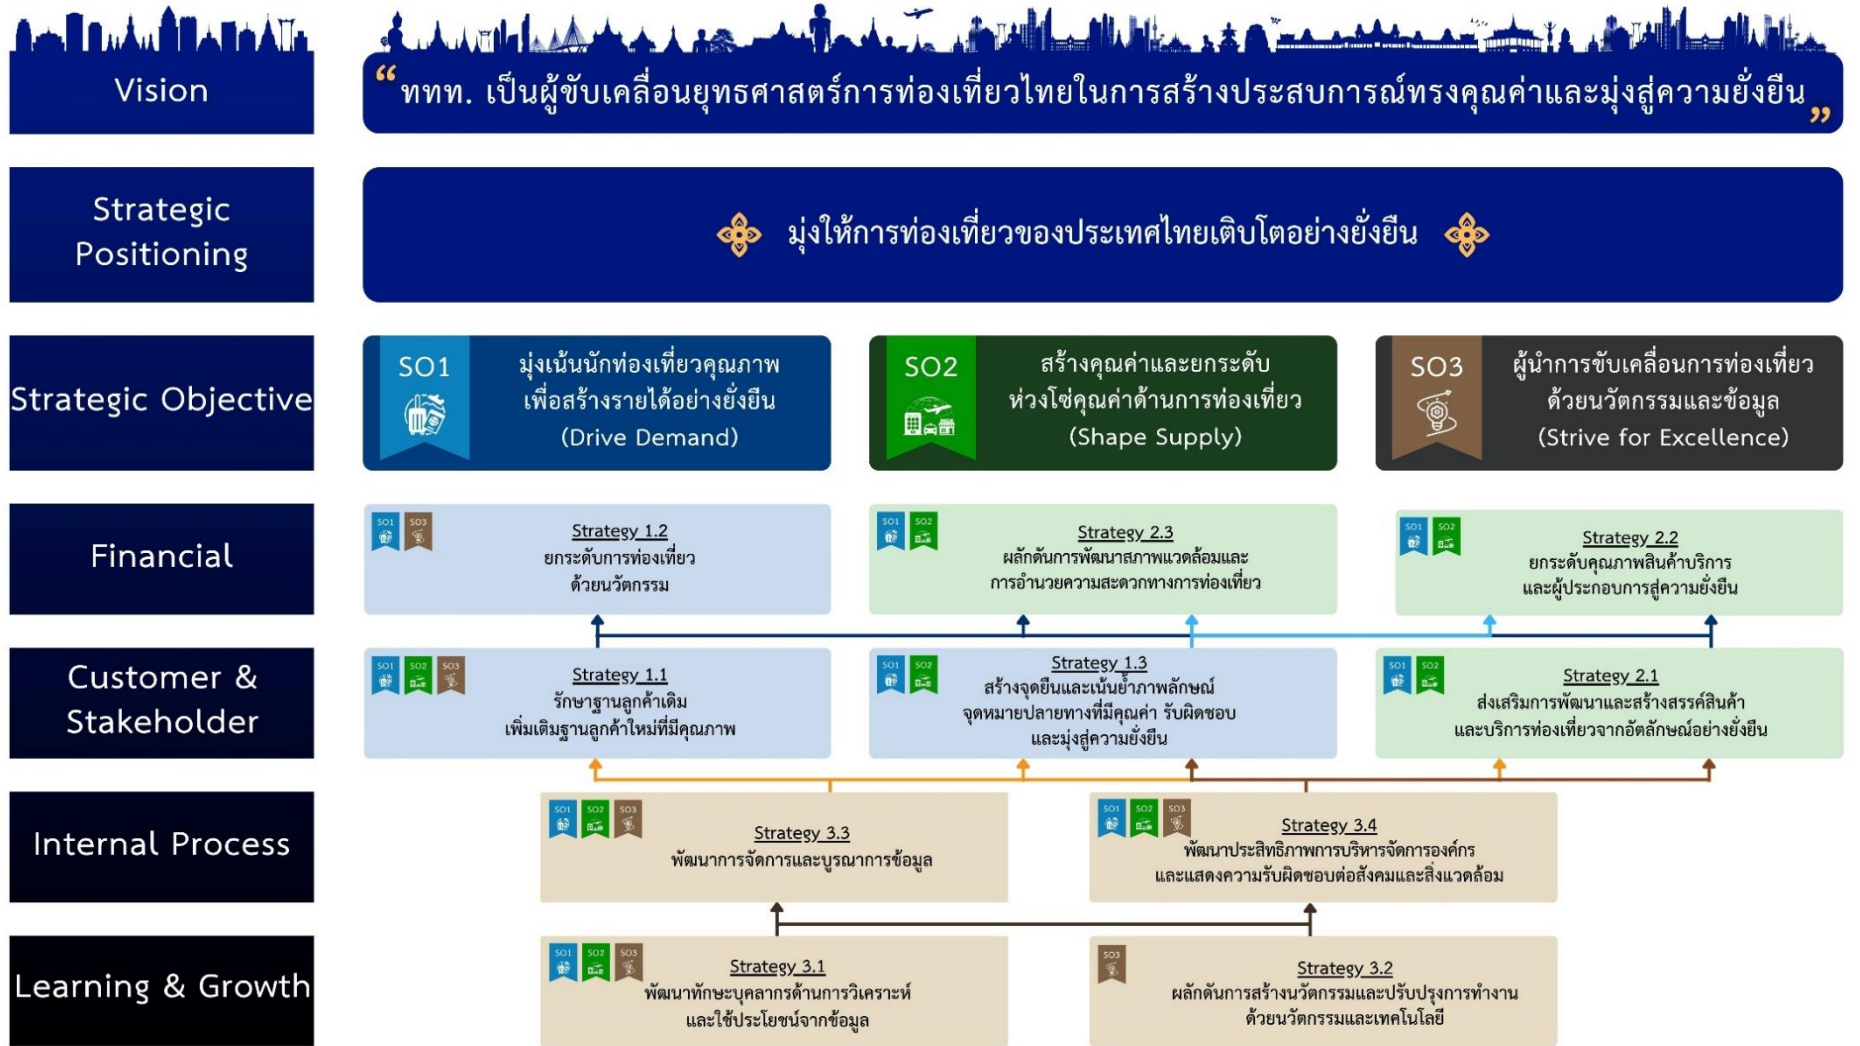 Vision
“ ททท. เป็นผู้ขับเคลื่อนยุทธศาสตร์การท่องเที่ยวไทยในการสร้างประสบการณ์ทรงคุณค่าและมุ่งสู่ความยั่งยืน ”
Strategic
Positioning
มุ่งให้การท่องเที่ยวของประเทศไทยเติบโตอย่างยั่งยืน
Strategic Objective
SO1
มุ่งเน้นนักท่องเที่ยวคุณภาพ
เพื่อสร้างรายได้อย่างยั่งยืน
(Drive Demand)
SO2
สร้างคุณค่าและยกระดับ
ห่วงโซ่คุณค่าด้านการท่องเที่ยว
(Shape Supply)
SO3
ผู้นำการขับเคลื่อนการท่องเที่ยว
ด้วยนวัตกรรมและข้อมูล
(Strive for Excellence)
Financial
SO1 SO3
Strategy 1.2
ยกระดับการท่องเที่ยว
ด้วยนวัตกรรม
SO1 SO2
Strategy 2.3
ผลักดันการพัฒนาสภาพแวดล้อมและ
การอำนวยความสะดวกทางการท่องเที่ยว
SO1 SO2
Strategy 2.2
ยกระดับคุณภาพสินค้าบริการ
และผู้ประกอบการสู่ความยั่งยืน
Customer &
Stakeholder
SO1 SO2 SO3
Strategy 1.1
รักษาฐานลูกค้าเดิม
เพิ่มเติมฐานลูกค้าใหม่ที่มีคุณภาพ
SO1 SO2
Strategy 1.3
สร้างจุดยืนและเน้นย้ำภาพลักษณ์
จุดหมายปลายทางที่มีคุณค่า รับผิดชอบ
และมุ่งสู่ความยั่งยืน
SO1 SO2
Strategy 2.1
ส่งเสริมการพัฒนาและสร้างสรรค์สินค้า
และบริการท่องเที่ยวจากอัตลักษณ์อย่างยั่งยืน
Internal Process
SO1 SO2 SO3
Strategy 3.3
พัฒนาการจัดการและบูรณาการข้อมูล
SO1 SO2 SO3
Strategy 3.4
พัฒนาประสิทธิภาพการบริหารจัดการองค์กร
และแสดงความรับผิดชอบต่อสังคมและสิ่งแวดล้อม
Learning & Growth
SO1 SO2 SO3
Strategy 3.1
พัฒนาทักษะบุคลากรด้านการวิเคราะห์
และใช้ประโยชน์จากข้อมูล
SO3
Strategy 3.2
ผลักดันการสร้างนวัตกรรมและปรับปรุงการทำงาน
ด้วยนวัตกรรมและเทคโนโลยี